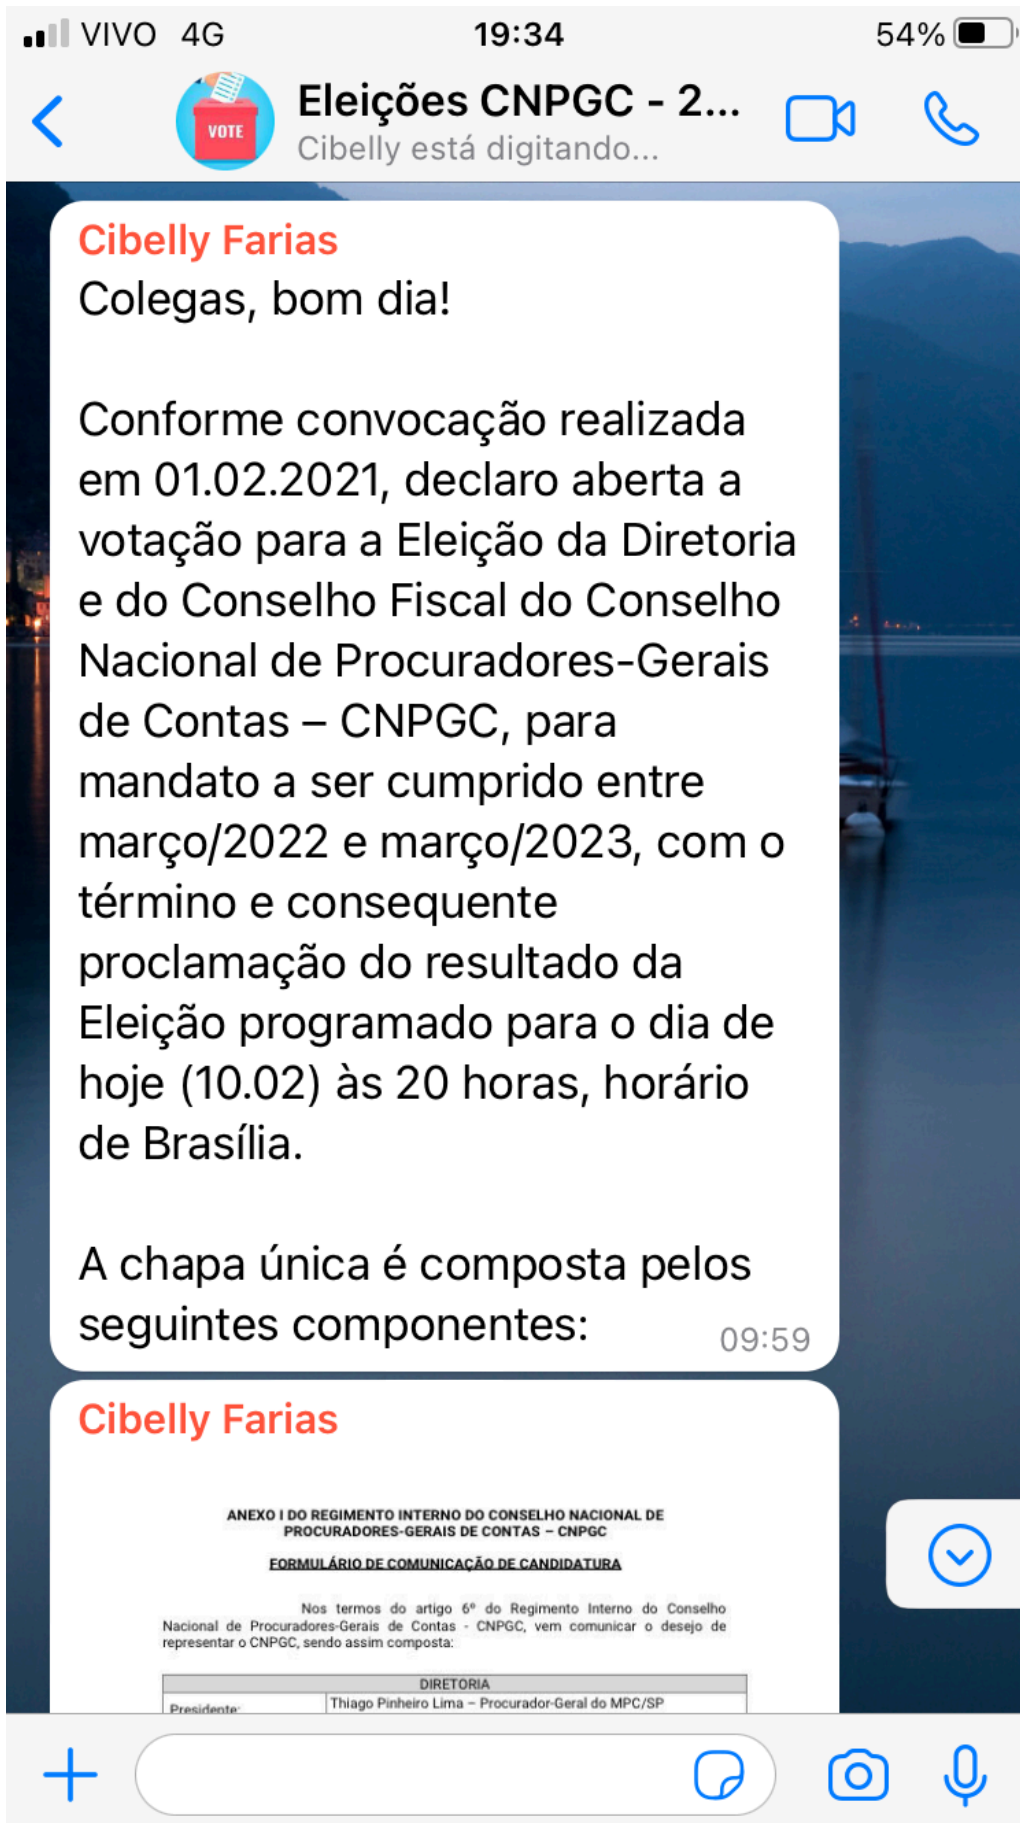 VIVO 4G 19:34 54%
VOTE
Eleições CNPGC - 2...
Cibelly está digitando...
Cibelly Farias
Colegas, bom dia!
Conforme convocação realizada
em 01.02.2021, declaro aberta a
votação para a Eleição da Diretoria
e do Conselho Fiscal do Conselho
Nacional de Procuradores-Gerais
de Contas – CNPGC, para
mandato a ser cumprido entre
março/2022 e março/2023, com o
término e consequente
proclamação do resultado da
Eleição programado para o dia de
hoje (10.02) às 20 horas, horário
de Brasília.
A chapa única é composta pelos
seguintes componentes:
09:59
Cibelly Farias
ANEXO I DO REGIMENTO INTERNO DO CONSELHO NACIONAL DE
PROCURADORES-GERAIS DE CONTAS – CNPGC
FORMULÁRIO DE COMUNICAÇÃO DE CANDIDATURA
Nos termos do artigo 6º do Regimento Interno do Conselho
Nacional de Procuradores-Gerais de Contas - CNPGC, vem comunicar o desejo de
representar o CNPGC, sendo assim composta:
DIRETORIA
Presidente: Thiago Pinheiro Lima – Procurador-Geral do MPC/SP